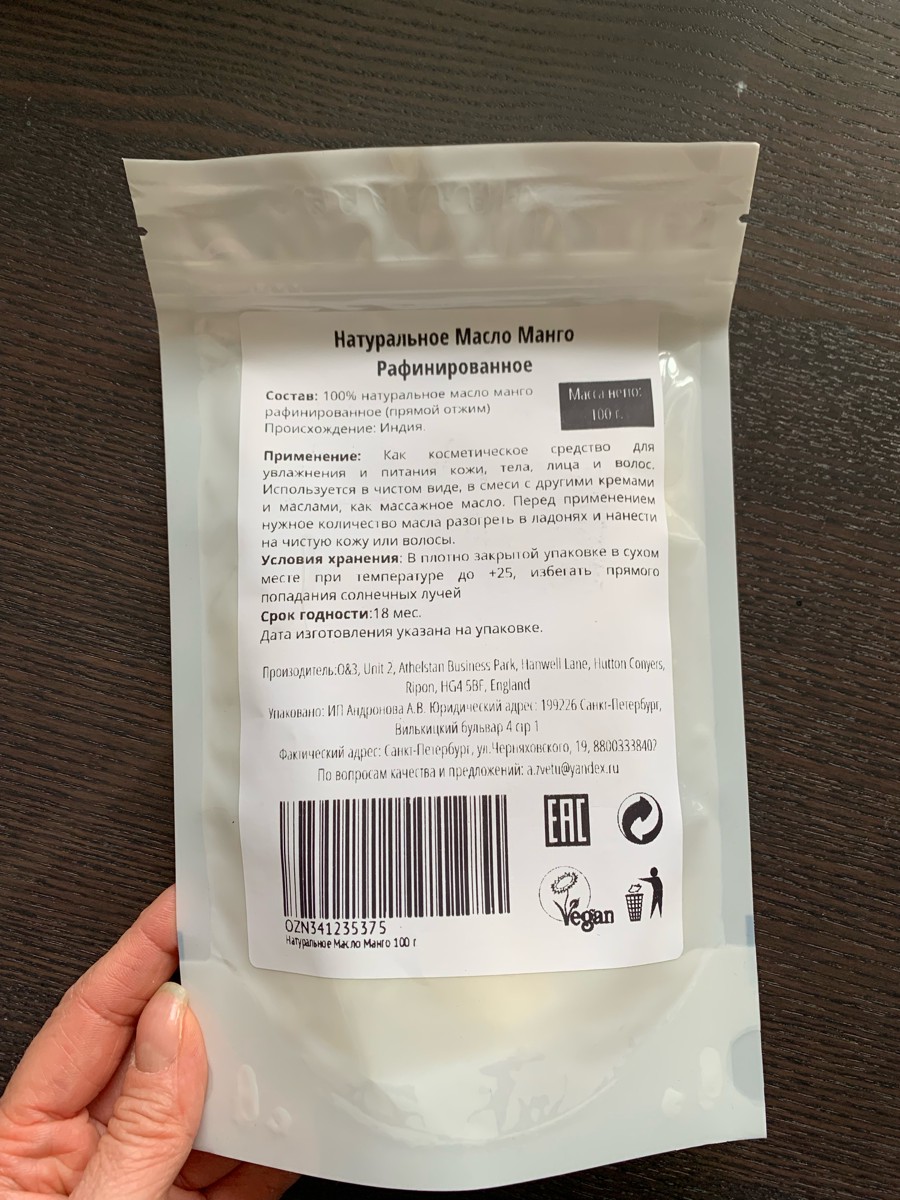 Натуральное Масло Манго
Рафинированное
Состав: 100% натуральное масло манго
рафинированное (прямой отжим)
Происхождение: Индия.
Масса непо:
100 г.
Применение: Как косметическое средство для
увлажнения и питания кожи, тела, лица и волос.
Используется в чистом виде, в смеси с другими кремами
и маслами, как массажное масло. Перед применением
нужное количество масла разогреть в ладонях и нанести
на чистую кожу или волосы.
Условия хранения: В плотно закрытой упаковке в сухом
месте при температуре до +25, избегать прямого
попадания солнечных лучей
Срок годности:18 мес.
Дата изготовления указана на упаковке.
Произодитель:O&3, Unit 2, Athelstan Business Park, Hanwell Lane, Hutton Conyers,
Ripon, HG4 5BF, England
Упаковано: ИП Андронова А.В. Юридический адрес: 199226 Санкт-Петербург,
Вилькицкий бульвар 4 стр 1
Фактический адрес: Санкт-Петербург, ул.Черняховского, 19, 88003338407
По вопросам качества и предложений: a.zvetu@yandex.ru
EAC
Vegan
OZN341235375
Натуральное Масло Манго 100 г